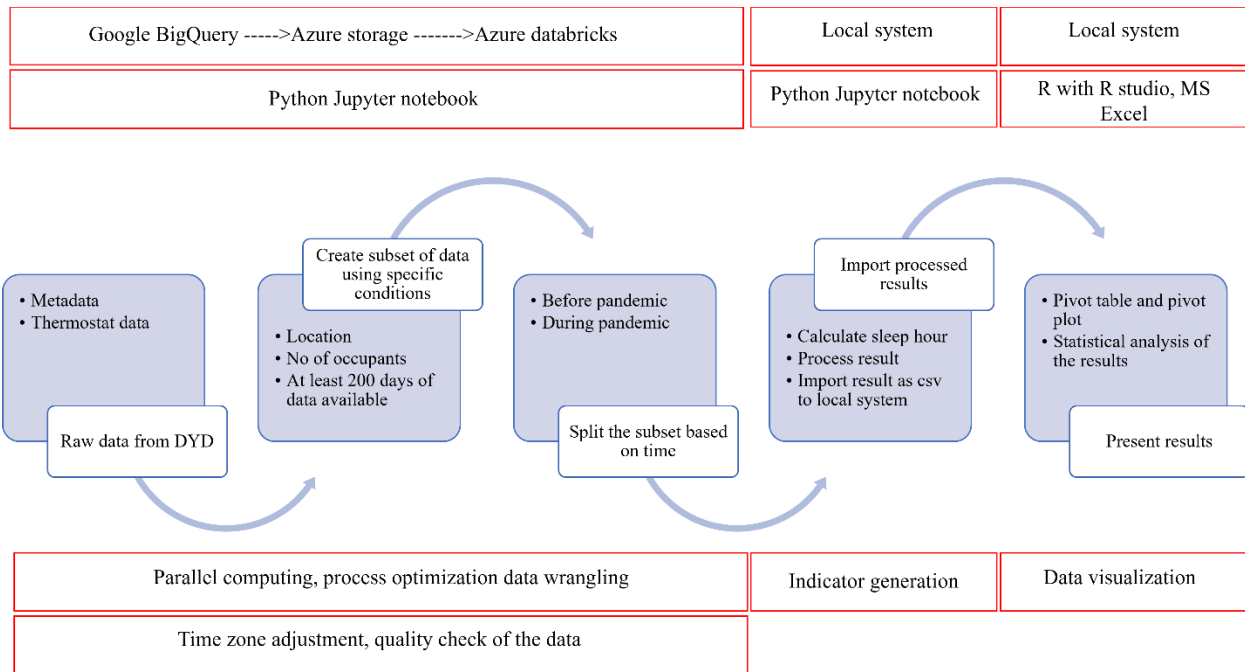 Google BigQuery ----->Azure storage ------->Azure databricks
Local system
Local system
Python Jupyter notebook
Python Jupyter notebook
R with R studio, MS
Excel
Create subset of data
using specific
conditions
Import processed
results
• Metadata
• Thermostat data
• Location
• No of occupants
• At least 200 days of
data available
• Before pandemic
• During pandemic
• Calculate sleep hour
• Process result
• Import result as csv
to local system
• Pivot table and pivot
plot
• Statistical analysis of
the results
Raw data from DYD
Split the subset based
on time
Present results
Parallel computing, process optimization data wrangling
Indicator generation
Data visualization
Time zone adjustment, quality check of the data